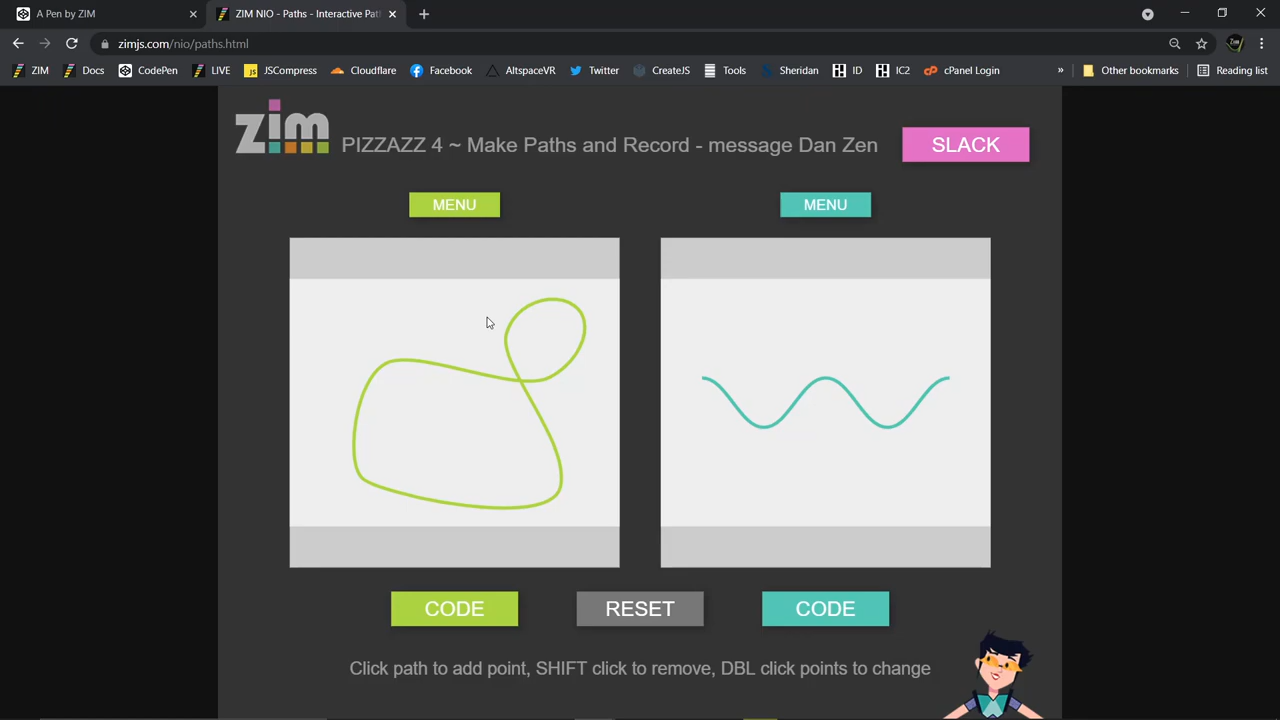 A Pen by ZIM
ZIM NIO - Paths - Interactive Pat
zimjs.com/nio/paths.html
ZIM Docs CodePen LIVE JSCompress Cloudflare Facebook AltspaceVR Twitter CreateJS Tools Sheridan ID IC2 cPanel Login » Other bookmarks Reading list
zim PIZZAZZ 4 ~ Make Paths and Record - message Dan Zen SLACK
MENU MENU
CODE RESET CODE
Click path to add point, SHIFT click to remove, DBL click points to change